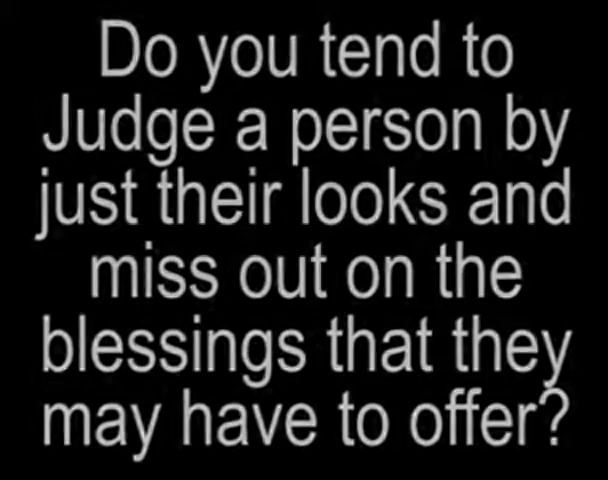 Do you tend to
Judge a person by
just their looks and
miss out on the
blessings that they
may have to offer?